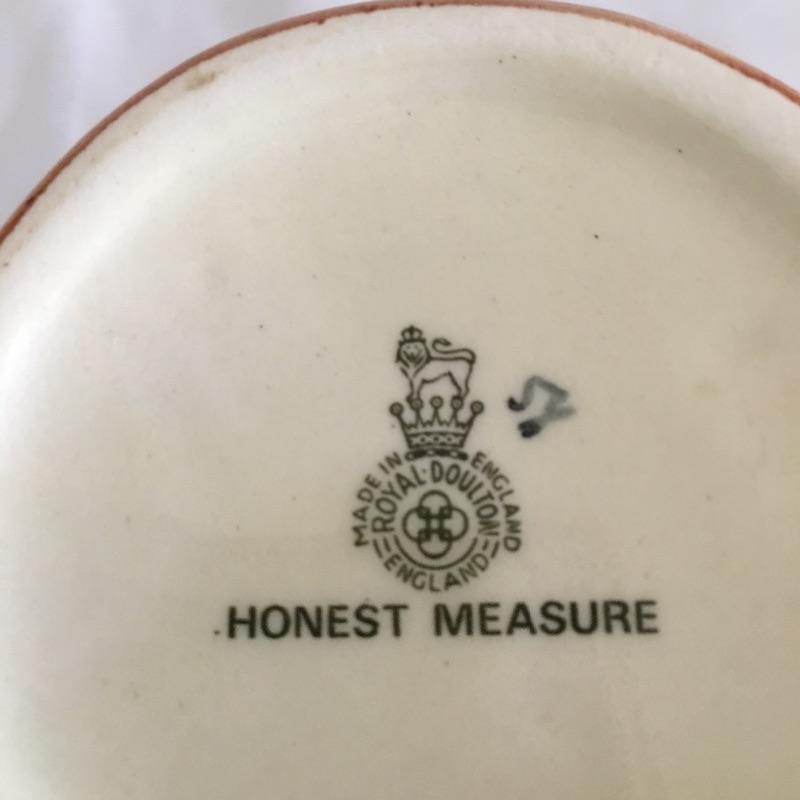 MADE IN ENGLAND
ROYAL·DOULTON
ENGLAND
HONEST MEASURE